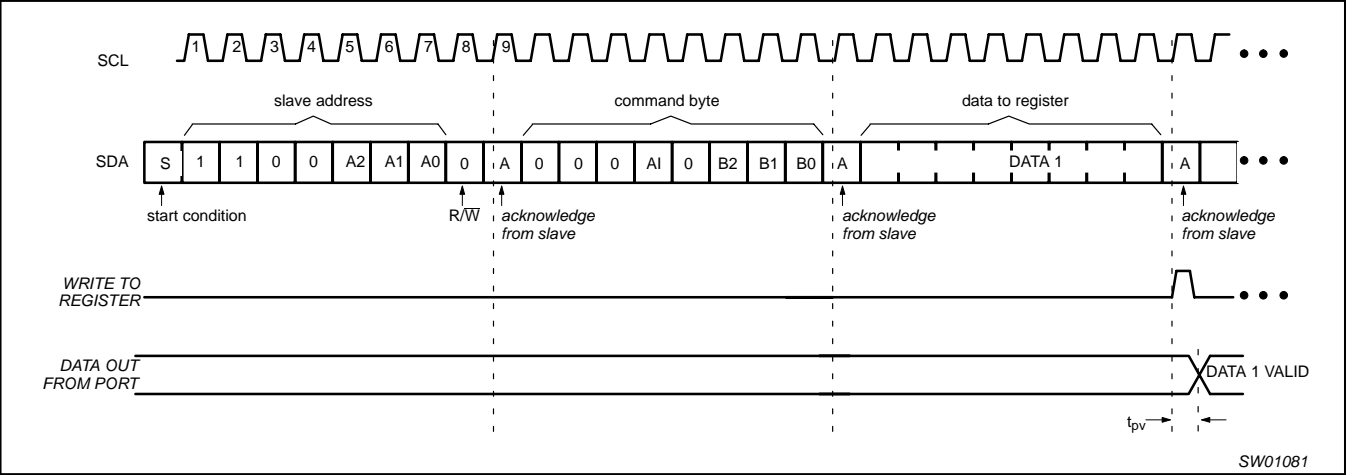 SCL 1 2 3 4 5 6 7 8 9
slave address command byte data to register
SDA S 1 1 0 0 A2 A1 A0 0 A 0 0 0 AI 0 B2 B1 B0 A DATA 1 A
start condition R/W̅ acknowledge acknowledge acknowledge
from slave from slave from slave
WRITE TO
REGISTER
DATA OUT
FROM PORT
DATA 1 VALID
tpv
SW01081